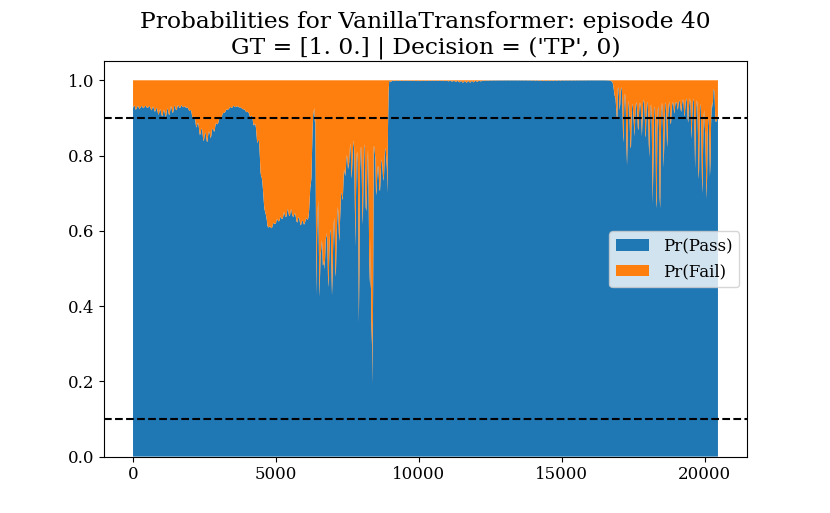 Probabilities for VanillaTransformer: episode 40
GT = [1. 0.] | Decision = ('TP', 0)
1.0
0.8
0.6
0.4
0.2
0.0
Pr(Pass)
Pr(Fail)
0
5000
10000
15000
20000